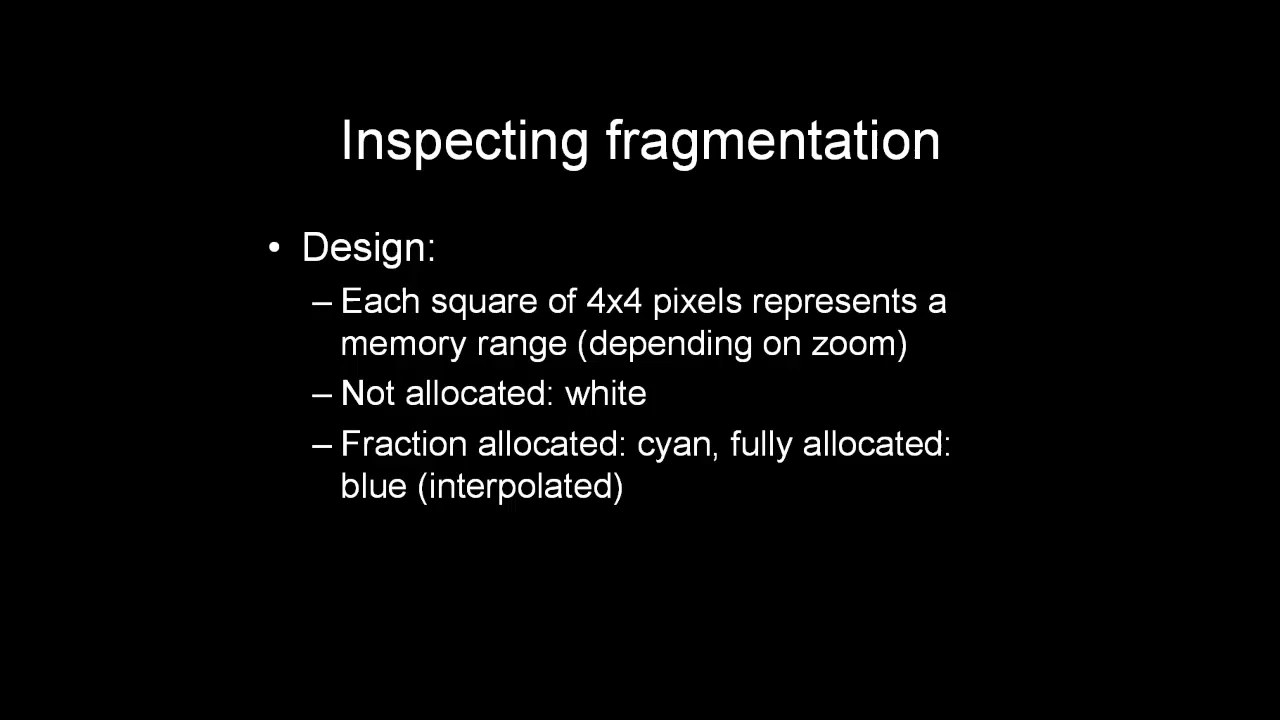 Inspecting fragmentation
• Design:
– Each square of 4x4 pixels represents a
memory range (depending on zoom)
– Not allocated: white
– Fraction allocated: cyan, fully allocated:
blue (interpolated)